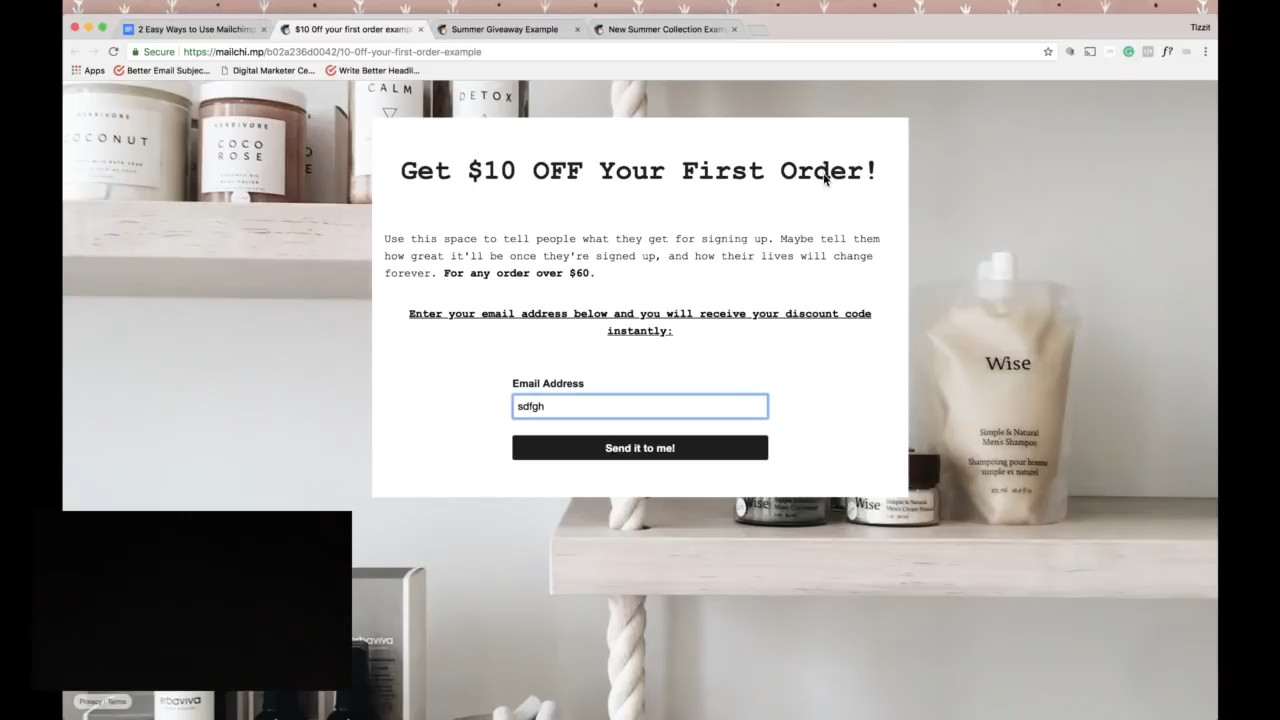 2 Easy Ways to Use Mailchim
$10 Off your first order examp
Summer Giveaway Example
New Summer Collection Exam
Tizzit
Secure
https://mailchi.mp/b02a236d0042/10-0ff-your-first-order-example
Apps
Better Email Subjec...
Digital Marketer Ce...
Write Better Headli...
CALM
DETOX
COCONUT
HERBIVORE
COCO
ROSE
Get $10 OFF Your First Order!
Use this space to tell people what they get for signing up. Maybe tell them
how great it'll be once they're signed up, and how their lives will change
forever. For any order over $60.
Enter your email address below and you will receive your discount code
instantly:
Email Address
sdfgh
Send it to me!
Wise
Simple & Natural
Men's Shampoo
Shampoing pour homme
simple et naturel
Wise
Wise
erbaviva
Privacy
Terms